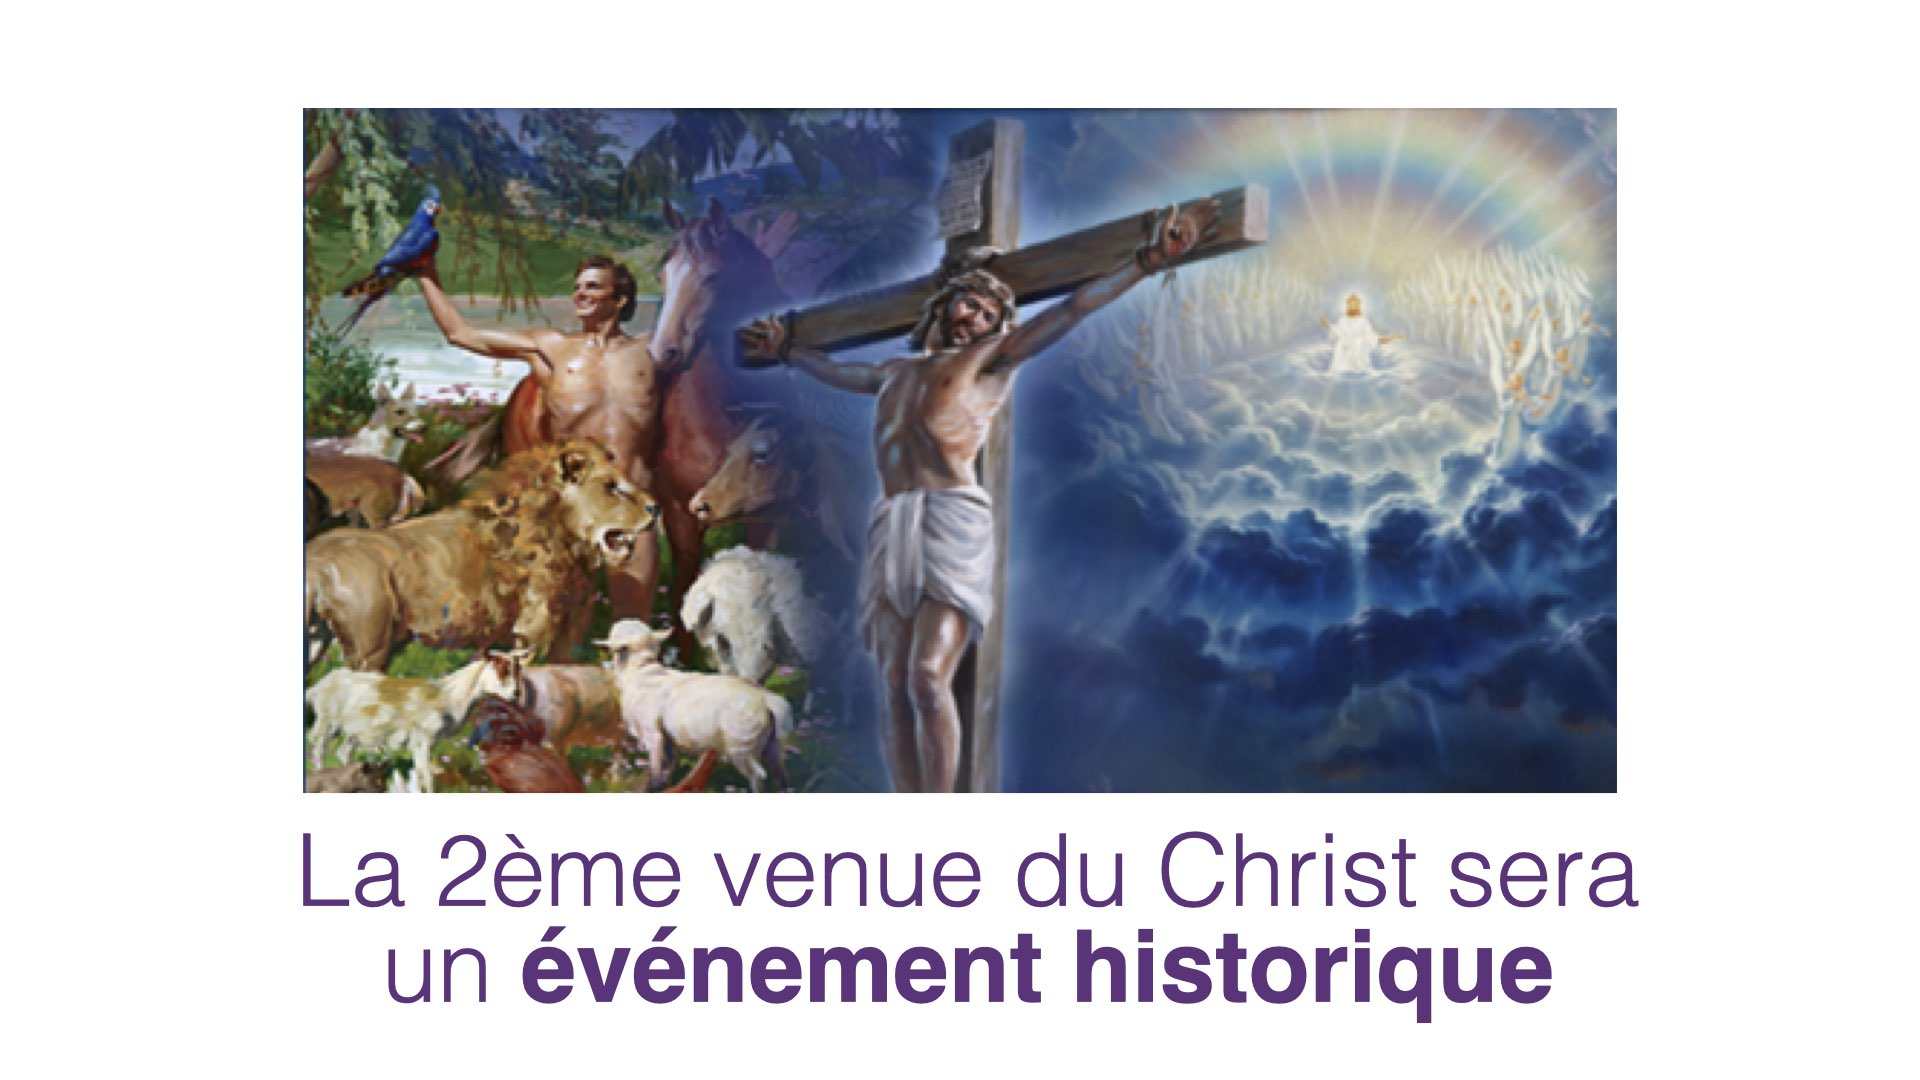 La 2ème venue du Christ sera
un événement historique